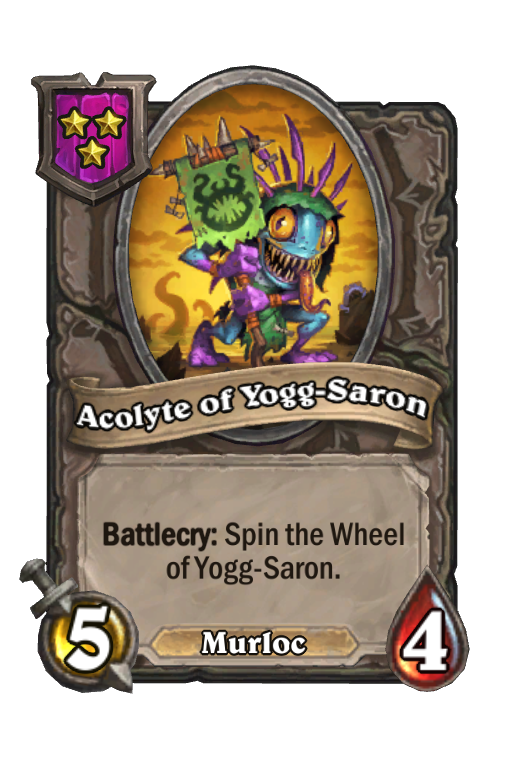 Acolyte of Yogg-Saron
Battlecry: Spin the Wheel
of Yogg-Saron.
5
Murloc
4